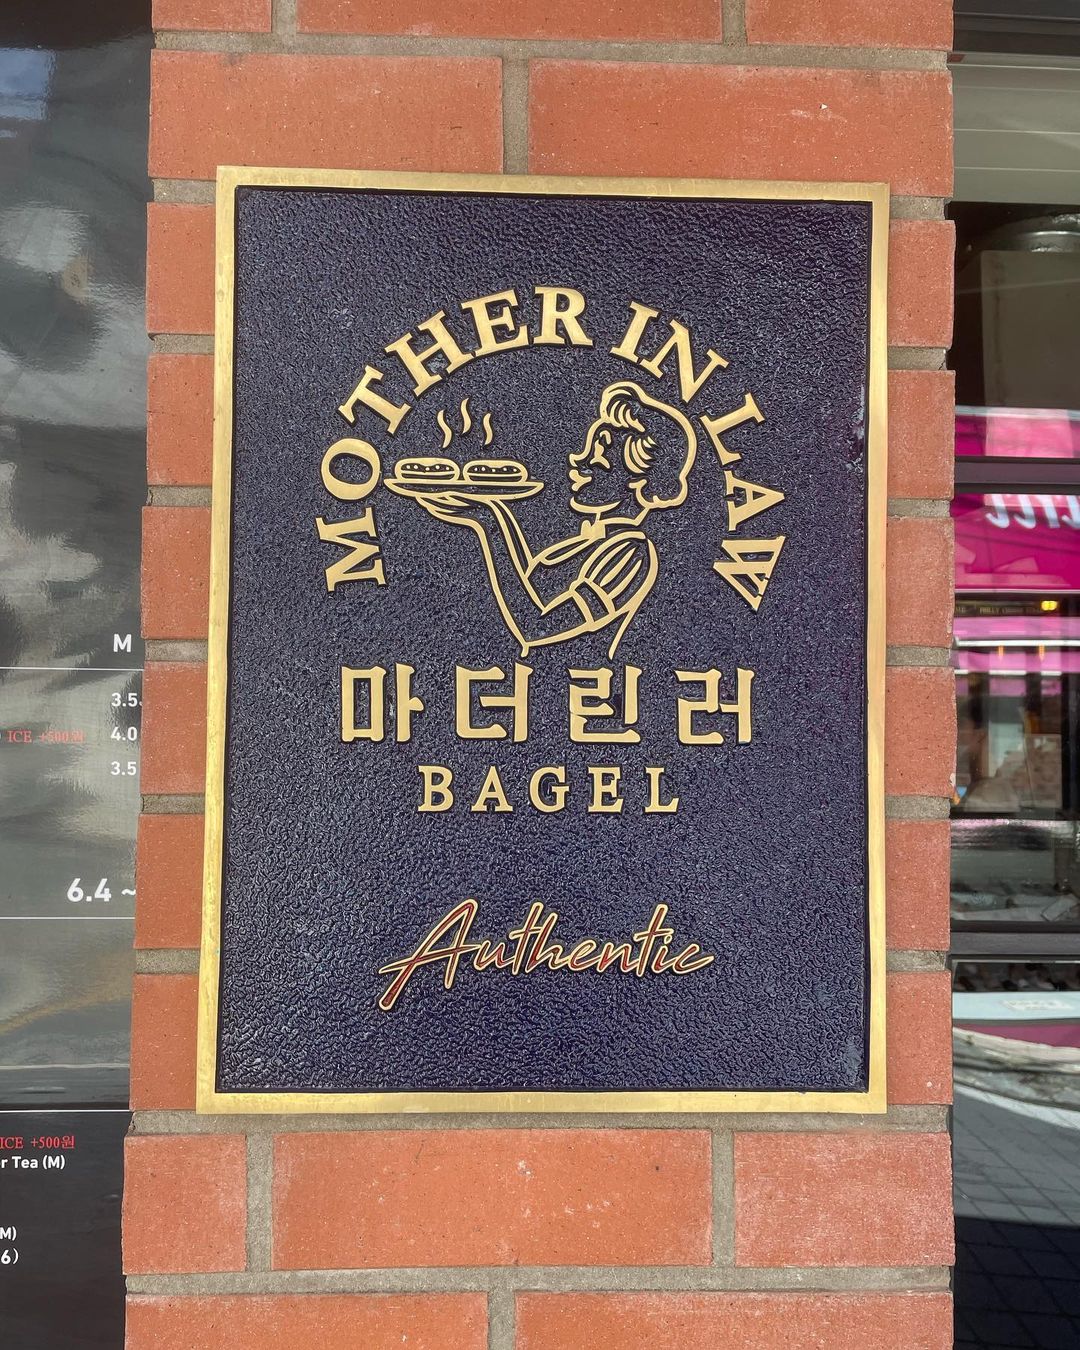 MOTHER IN LAW
마더린러
BAGEL
Authentic
M
3.5
ICE +500원
4.0
3.5
6.4 ~
ICE +500원
r Tea (M)
M)
6)